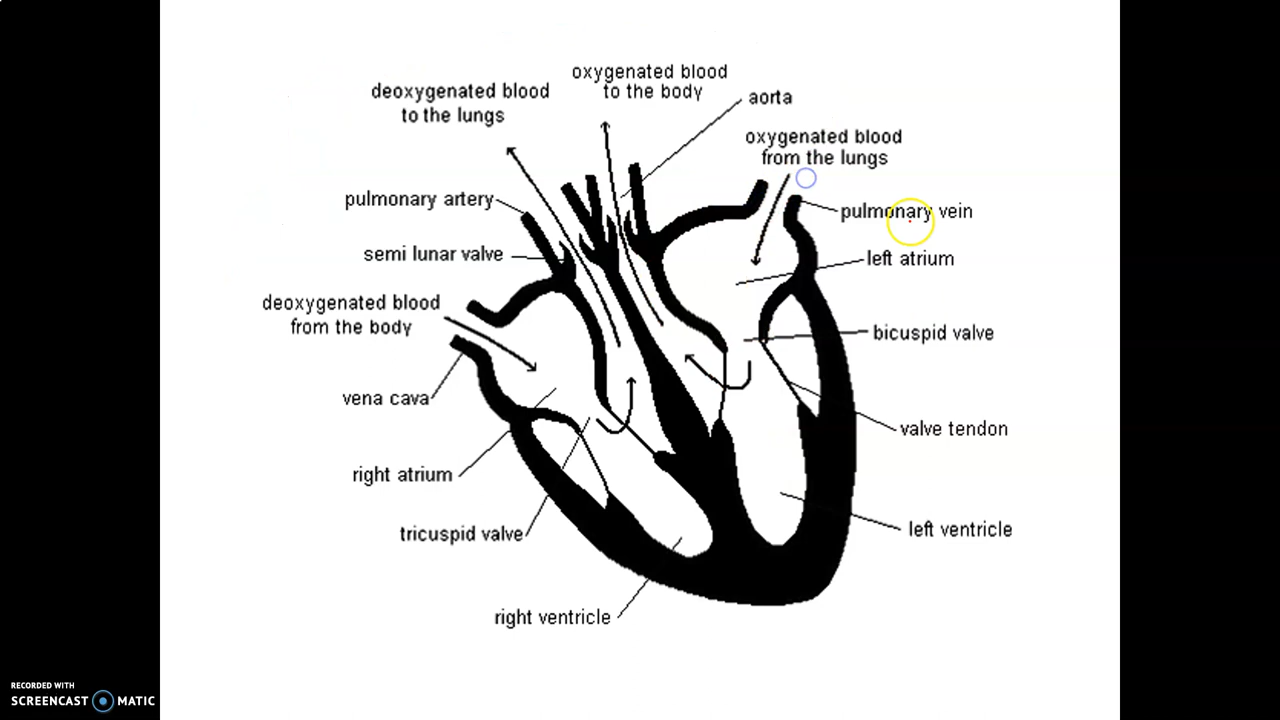 oxygenated blood
to the body
deoxygenated blood
to the lungs
aorta
oxygenated blood
from the lungs
pulmonary artery
pulmonary vein
semi lunar valve
left atrium
deoxygenated blood
from the body
bicuspid valve
vena cava
valve tendon
right atrium
tricuspid valve
left ventricle
right ventricle
RECORDED WITH
SCREENCAST MATIC